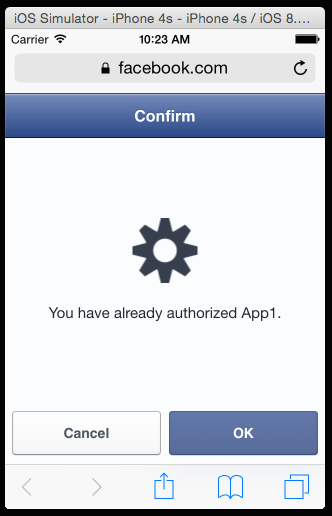 iOS Simulator - iPhone 4s - iPhone 4s / iOS 8....
Carrier 10:23 AM
facebook.com
Confirm
You have already authorized App1.
Cancel OK